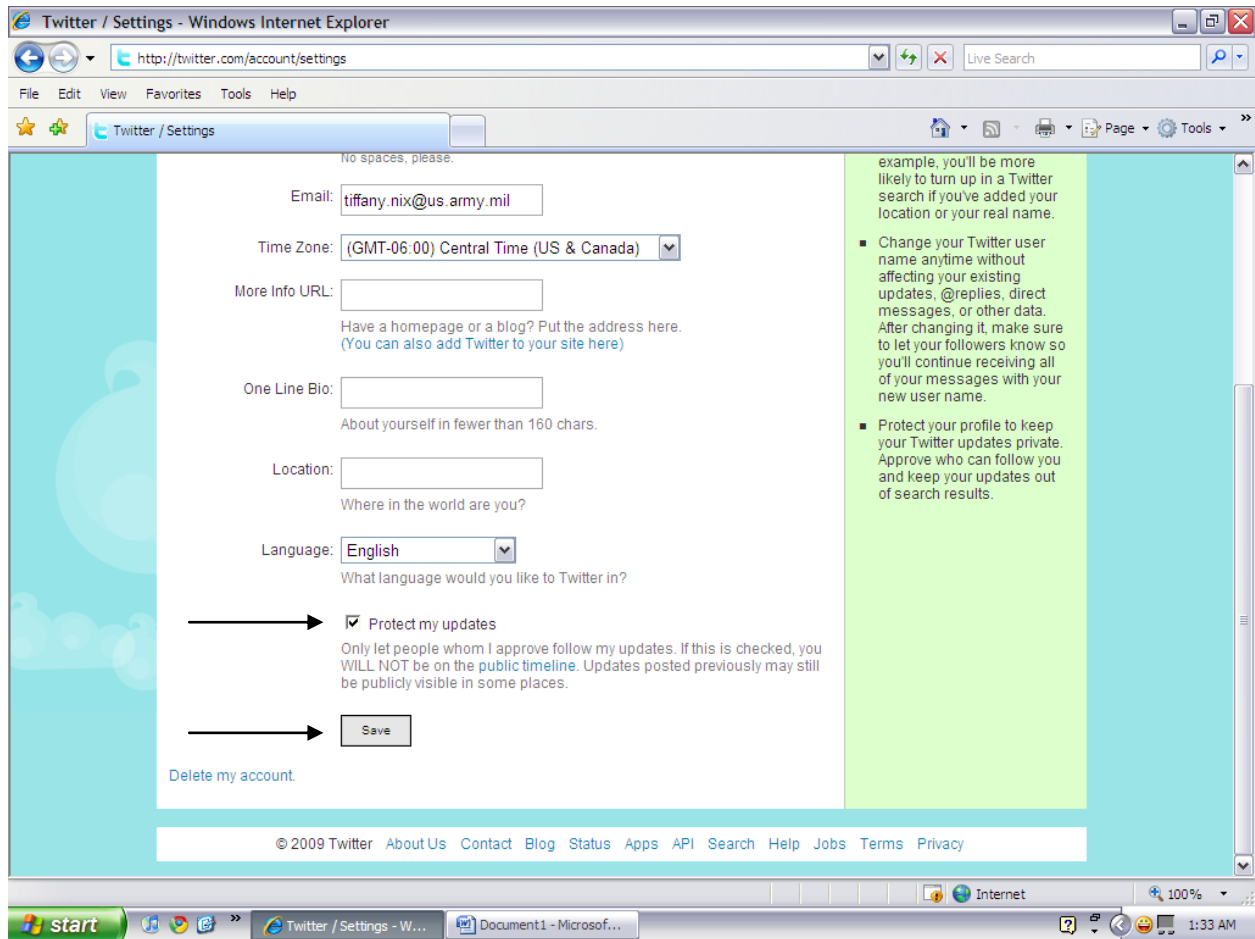 Twitter / Settings - Windows Internet Explorer
http://twitter.com/account/settings
Live Search
File Edit View Favorites Tools Help
Twitter / Settings
Page Tools »
No spaces, please.
Email: tiffany.nix@us.army.mil
Time Zone: (GMT-06:00) Central Time (US & Canada)
More Info URL:
Have a homepage or a blog? Put the address here.
(You can also add Twitter to your site here)
One Line Bio:
About yourself in fewer than 160 chars.
Location:
Where in the world are you?
Language: English
What language would you like to Twitter in?
Protect my updates
Only let people whom I approve follow my updates. If this is checked, you
WILL NOT be on the public timeline. Updates posted previously may still
be publicly visible in some places.
Save
Delete my account.
example, you'll be more
likely to turn up in a Twitter
search if you've added your
location or your real name.
Change your Twitter user
name anytime without
affecting your existing
updates, @replies, direct
messages, or other data.
After changing it, make sure
to let your followers know so
you'll continue receiving all
of your messages with your
new user name.
Protect your profile to keep
your Twitter updates private.
Approve who can follow you
and keep your updates out
of search results.
© 2009 Twitter About Us Contact Blog Status Apps API Search Help Jobs Terms Privacy
Internet 100%
start » Twitter / Settings - W... Document1 - Microsof... 1:33 AM